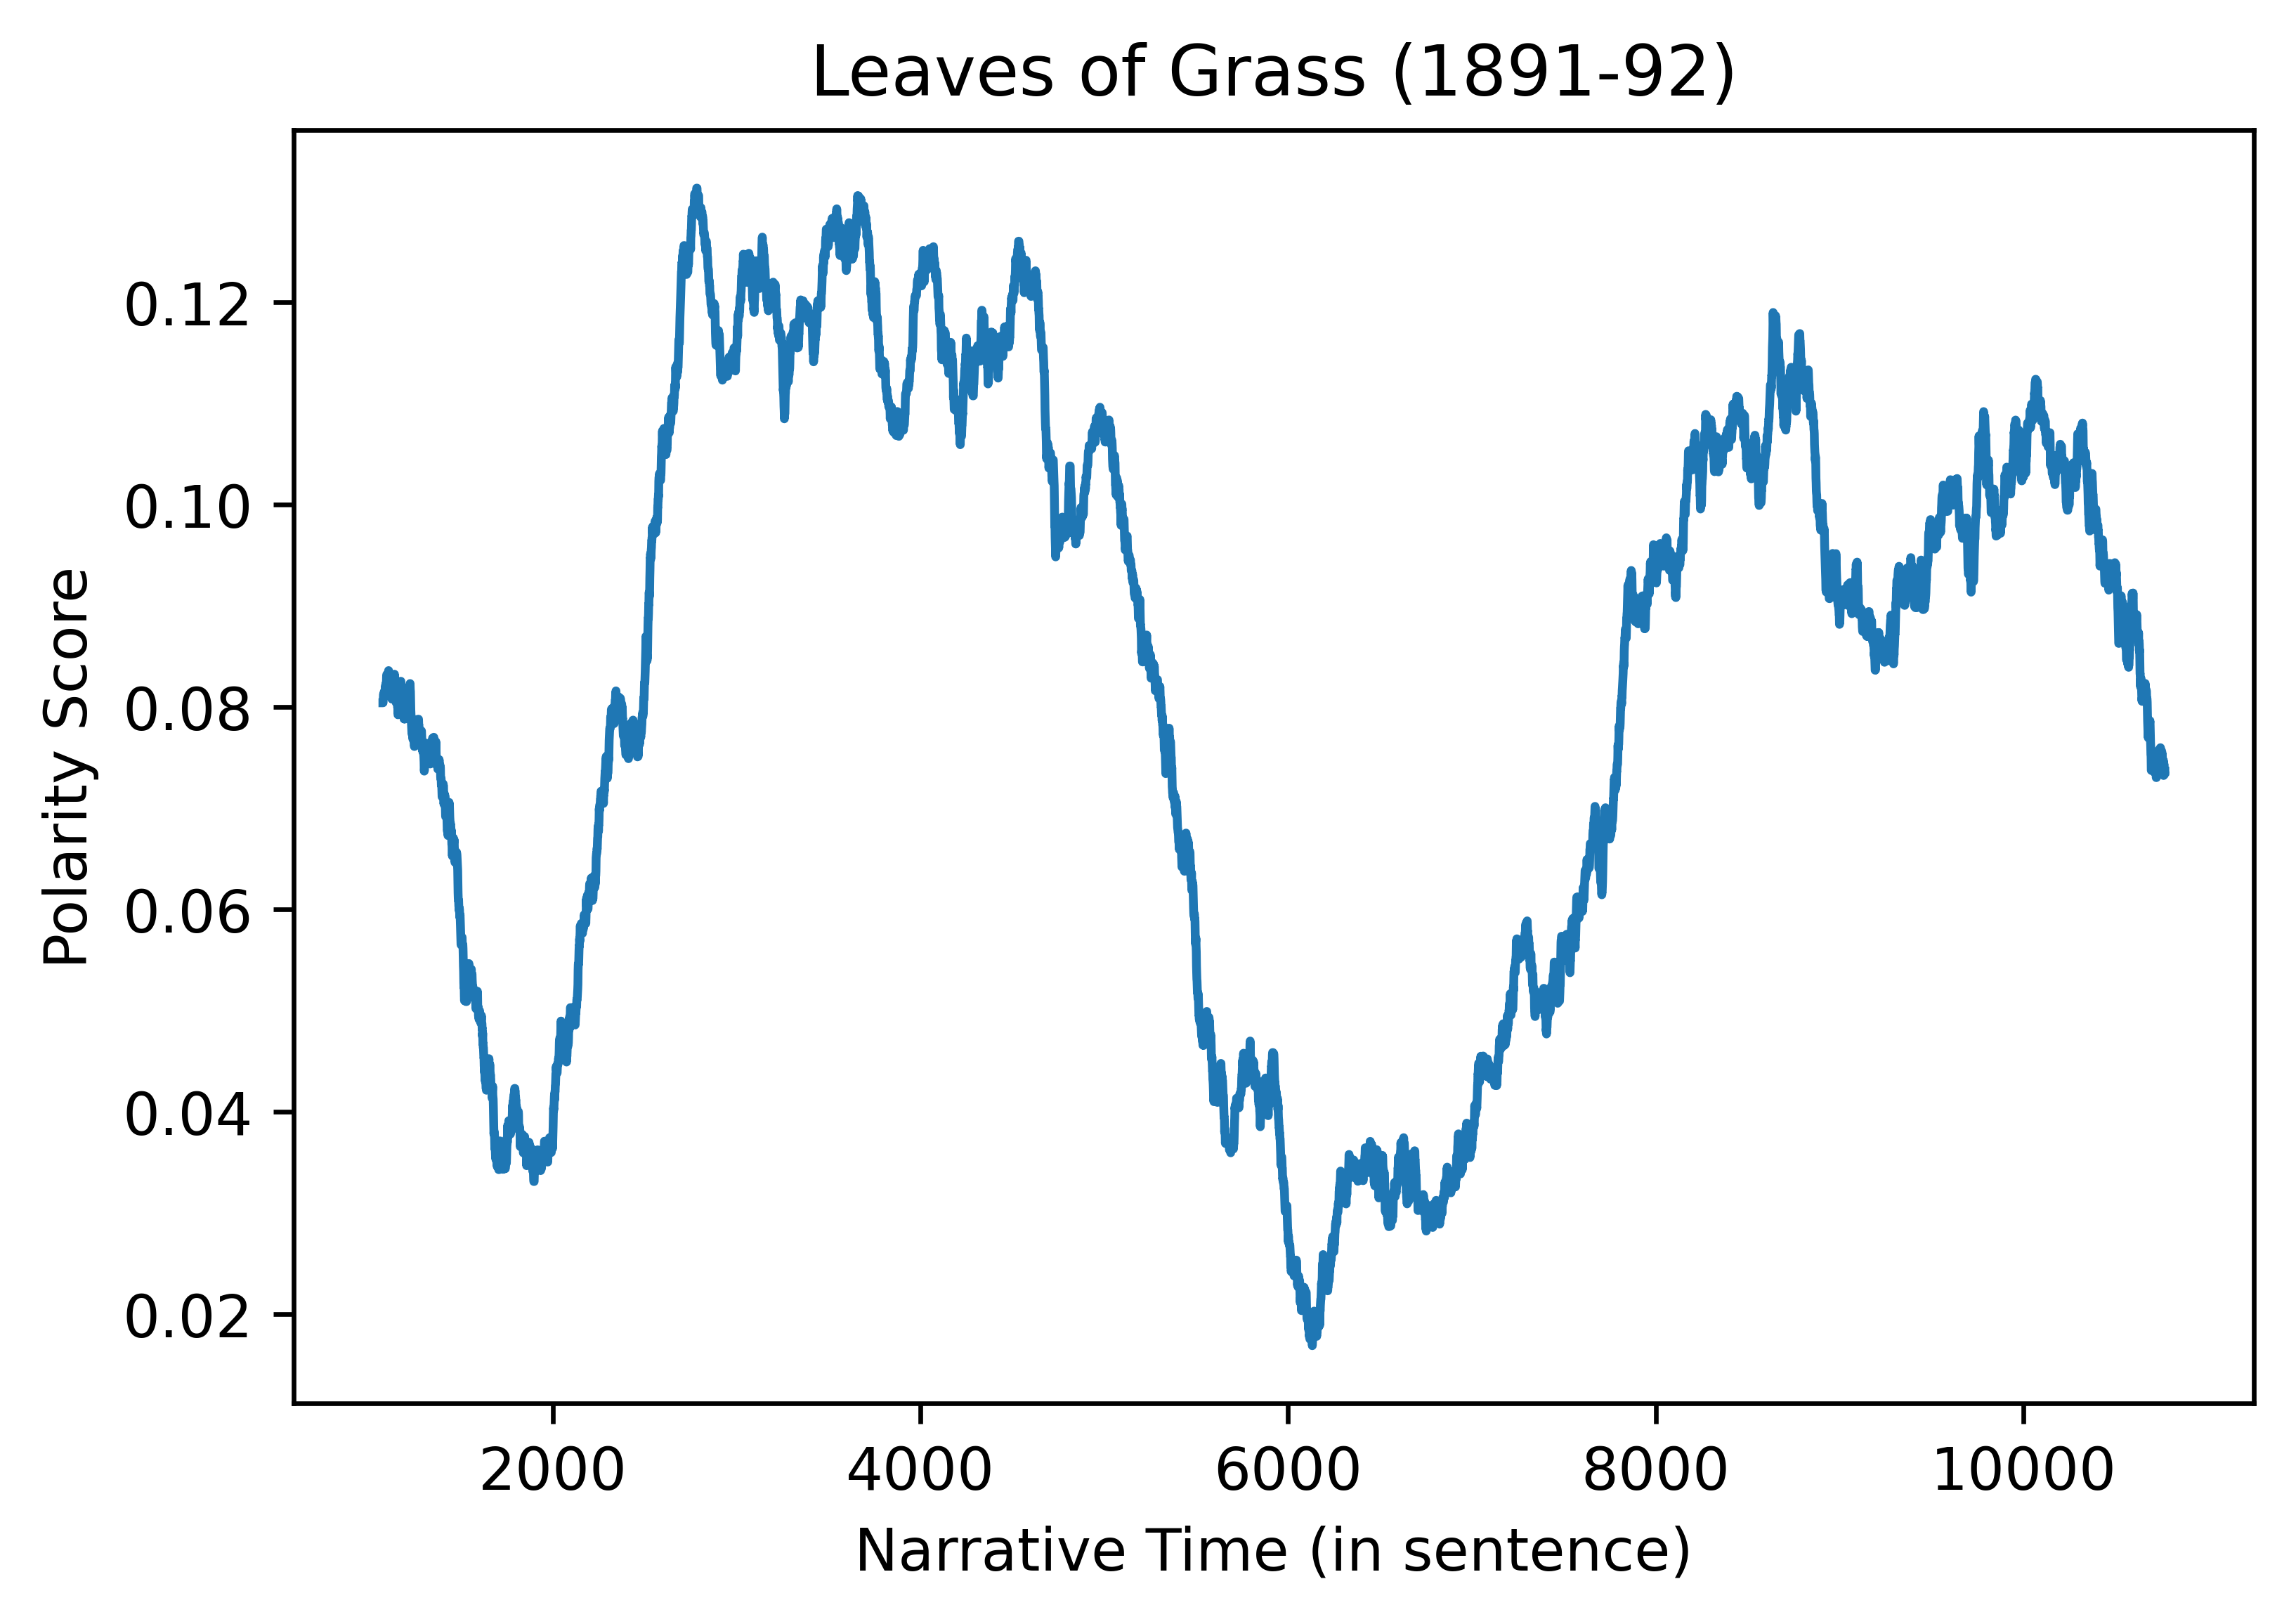 Leaves of Grass (1891-92)
Polarity Score
0.12
0.10
0.08
0.06
0.04
0.02
2000 4000 6000 8000 10000
Narrative Time (in sentence)